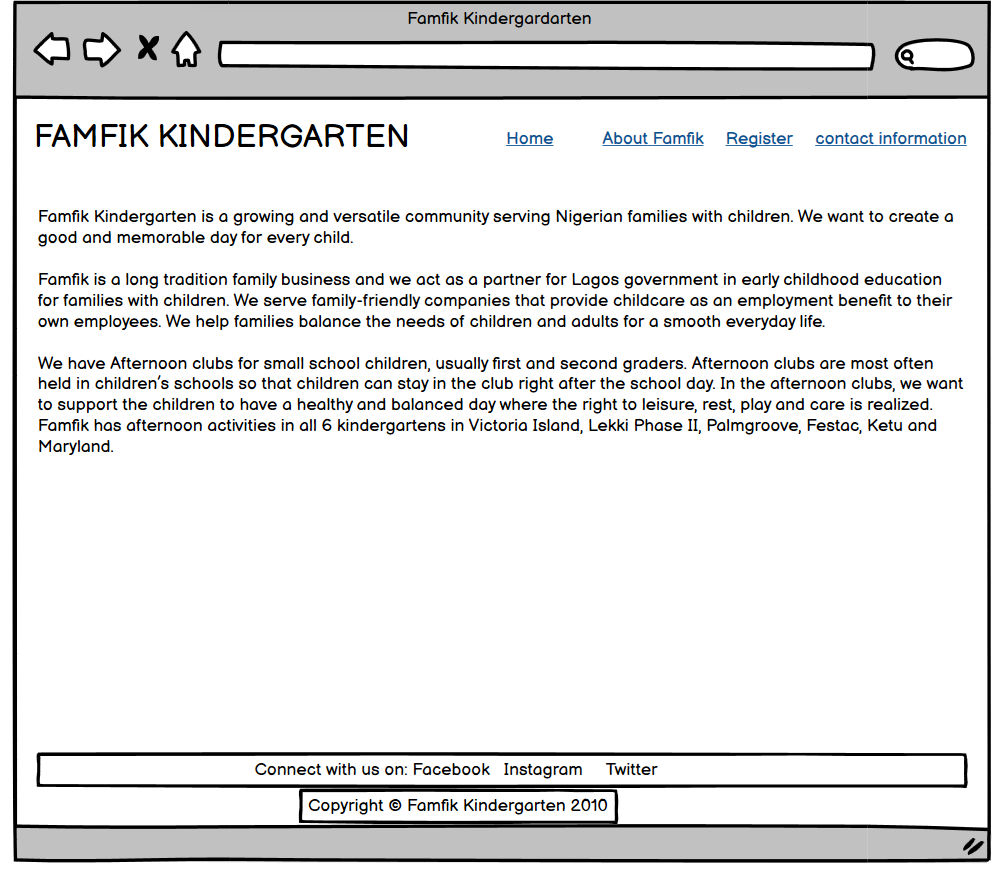 Famfik Kindergardarten
FAMFIK KINDERGARTEN Home About Famfik Register contact information
Famfik Kindergarten is a growing and versatile community serving Nigerian families with children. We want to create a
good and memorable day for every child.
Famfik is a long tradition family business and we act as a partner for Lagos government in early childhood education
for families with children. We serve family-friendly companies that provide childcare as an employment benefit to their
own employees. We help families balance the needs of children and adults for a smooth everyday life.
We have Afternoon clubs for small school children, usually first and second graders. Afternoon clubs are most often
held in children's schools so that children can stay in the club right after the school day. In the afternoon clubs, we want
to support the children to have a healthy and balanced day where the right to leisure, rest, play and care is realized.
Famfik has afternoon activities in all 6 kindergartens in Victoria Island, Lekki Phase II, Palmgroove, Festac, Ketu and
Maryland.
Connect with us on: Facebook Instagram Twitter
Copyright © Famfik Kindergarten 2010